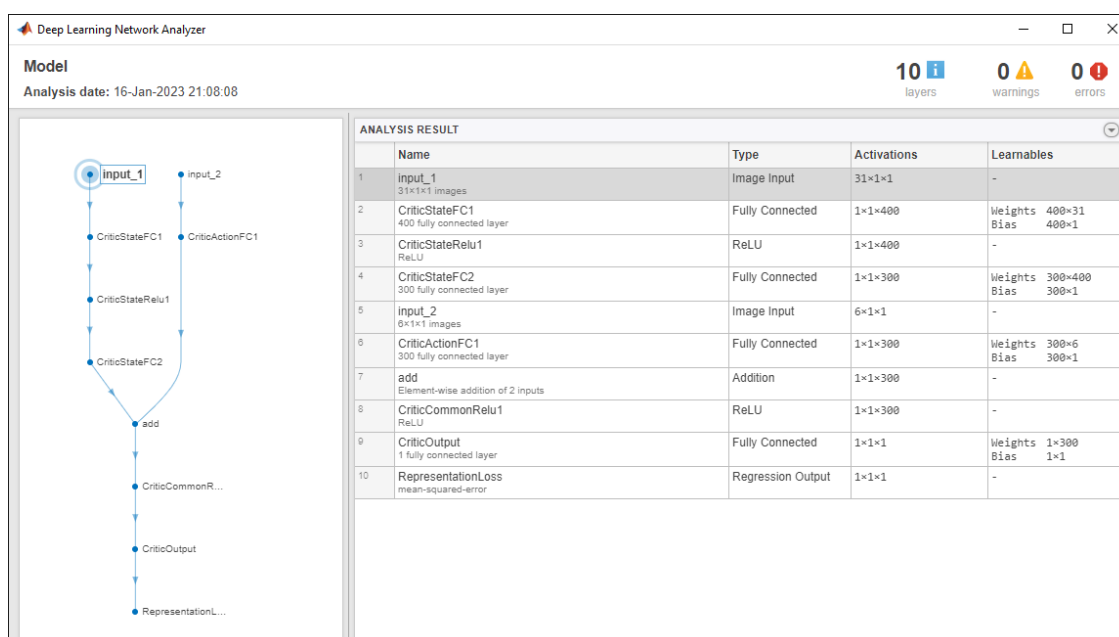 Deep Learning Network Analyzer
Model
Analysis date: 16-Jan-2023 21:08:08
10 i
layers
0
warnings
0
errors
input_1
input_2
CriticStateFC1
CriticActionFC1
CriticStateRelu1
CriticStateFC2
add
CriticCommonR...
CriticOutput
RepresentationL...
ANALYSIS RESULT
Name Type Activations Learnables
1 input_1 Image Input 31×1×1 -
31×1×1 images
2 CriticStateFC1 Fully Connected 1×1×400 Weights 400×31
400 fully connected layer Bias 400×1
3 CriticStateRelu1 ReLU 1×1×400 -
ReLU
4 CriticStateFC2 Fully Connected 1×1×300 Weights 300×400
300 fully connected layer Bias 300×1
5 input_2 Image Input 6×1×1 -
6×1×1 images
6 CriticActionFC1 Fully Connected 1×1×300 Weights 300×6
300 fully connected layer Bias 300×1
7 add Addition 1×1×300 -
Element-wise addition of 2 inputs
8 CriticCommonRelu1 ReLU 1×1×300 -
ReLU
9 CriticOutput Fully Connected 1×1×1 Weights 1×300
1 fully connected layer Bias 1×1
10 RepresentationLoss Regression Output 1×1×1 -
mean-squared-error